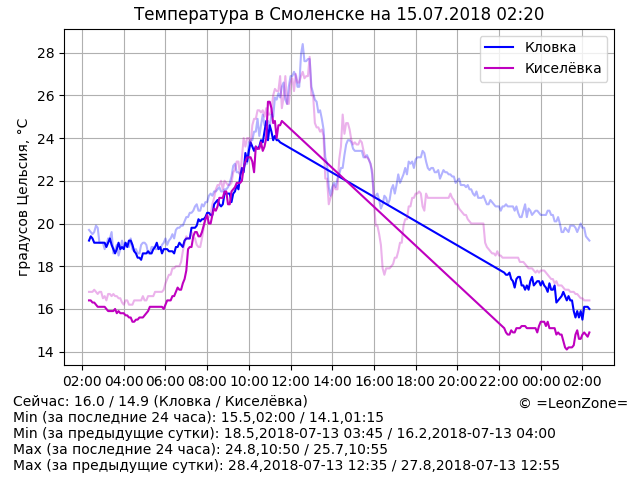 Температура в Смоленске на 15.07.2018 02:20
градусов Цельсия, °C
28
26
24
22
20
18
16
14
Кловка
Киселёвка
02:00 04:00 06:00 08:00 10:00 12:00 14:00 16:00 18:00 20:00 22:00 00:00 02:00
Сейчас: 16.0 / 14.9 (Кловка / Киселёвка)
© =LeonZone=
Min (за последние 24 часа): 15.5,02:00 / 14.1,01:15
Min (за предыдущие сутки): 18.5,2018-07-13 03:45 / 16.2,2018-07-13 04:00
Max (за последние 24 часа): 24.8,10:50 / 25.7,10:55
Max (за предыдущие сутки): 28.4,2018-07-13 12:35 / 27.8,2018-07-13 12:55